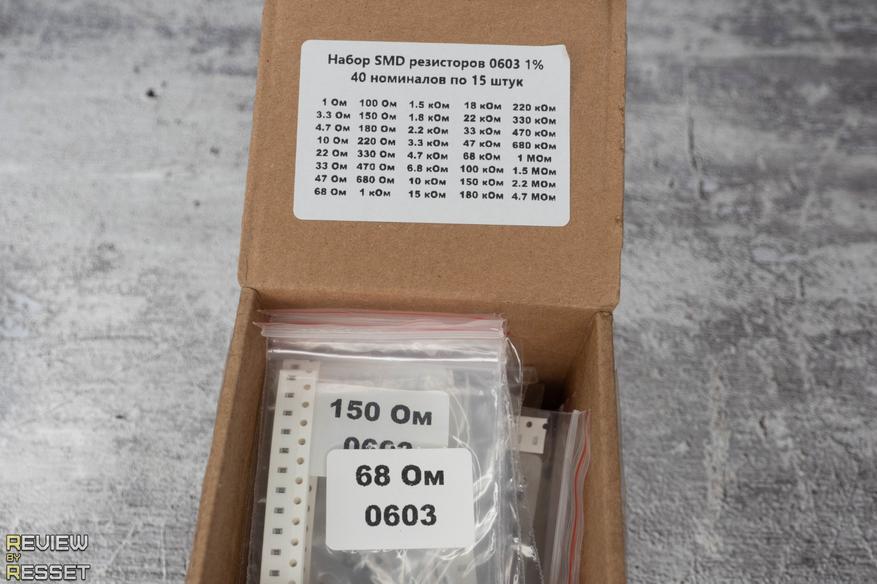 Набор SMD резисторов 0603 1%
40 номиналов по 15 штук
1 Ом 100 Ом 1.5 кОм 18 кОм 220 кОм
3.3 Ом 150 Ом 1.8 кОм 22 кОм 330 кОм
4.7 Ом 180 Ом 2.2 кОм 33 кОм 470 кОм
10 Ом 220 Ом 3.3 кОм 47 кОм 680 кОм
22 Ом 330 Ом 4.7 кОм 68 кОм 1 МОм
33 Ом 470 Ом 6.8 кОм 100 кОм 1.5 МОм
47 Ом 680 Ом 10 кОм 150 кОм 2.2 МОм
68 Ом 1 кОм 15 кОм 180 кОм 4.7 МОм
150 Ом
0603
68 Ом
0603
REVIEW
BY
RESSET